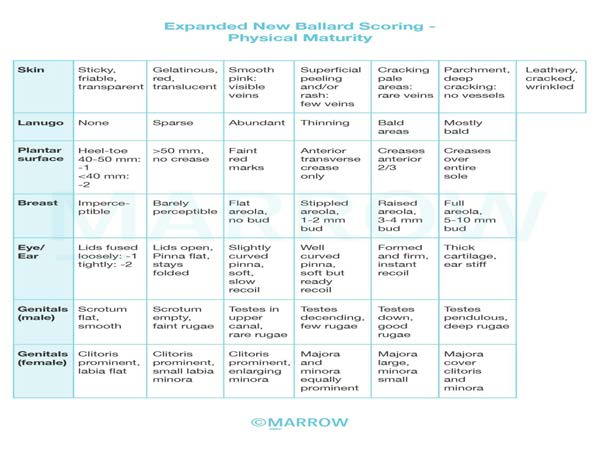 Expanded New Ballard Scoring -
Physical Maturity
Skin
Sticky,
friable,
transparent
Gelatinous,
red,
translucent
Smooth
pink:
visible
veins
Superficial
peeling
and/or
rash:
few veins
Cracking
pale
areas:
rare veins
Parchment,
deep
cracking:
no vessels
Leathery,
cracked,
wrinkled
Lanugo
None
Sparse
Abundant
Thinning
Bald
areas
Mostly
bald
Plantar
surface
Heel-toe
40-50 mm:
-1
<40 mm:
-2
>50 mm,
no crease
Faint
red
marks
Anterior
transverse
crease
only
Creases
anterior
2/3
Creases
over
entire
sole
Breast
Imperce-
ptible
Barely
perceptible
Flat
areola,
no
bud
Stippled
areola,
1-2 mm
bud
Raised
areola,
3-4 mm
bud
Full
areola,
5-10 mm
bud
Eye/
Ear
Lids fused
loosely: -1
tightly: -2
Lids open,
Pinna flat,
stays
folded
Slightly
curved
pinna,
soft,
slow
recoil
Well
curved
pinna,
soft but
ready
recoil
Formed
and firm,
instant
recoil
Thick
cartilage,
ear stiff
Genitals
(male)
Scrotum
flat,
smooth
Scrotum
empty,
faint rugae
Testes in
upper
canal,
rare rugae
Testes
decending,
few rugae
Testes
down,
good
rugae
Testes
pendulous,
deep rugae
Genitals
(female)
Clitoris
prominent,
labia flat
Clitoris
prominent,
small labia
minora
Clitoris
prominent,
enlarging
minora
Majora
and
minora
equally
prominent
Majora
large,
minora
small
Majora
cover
clitoris
and
minora
MARROW
©MARROW